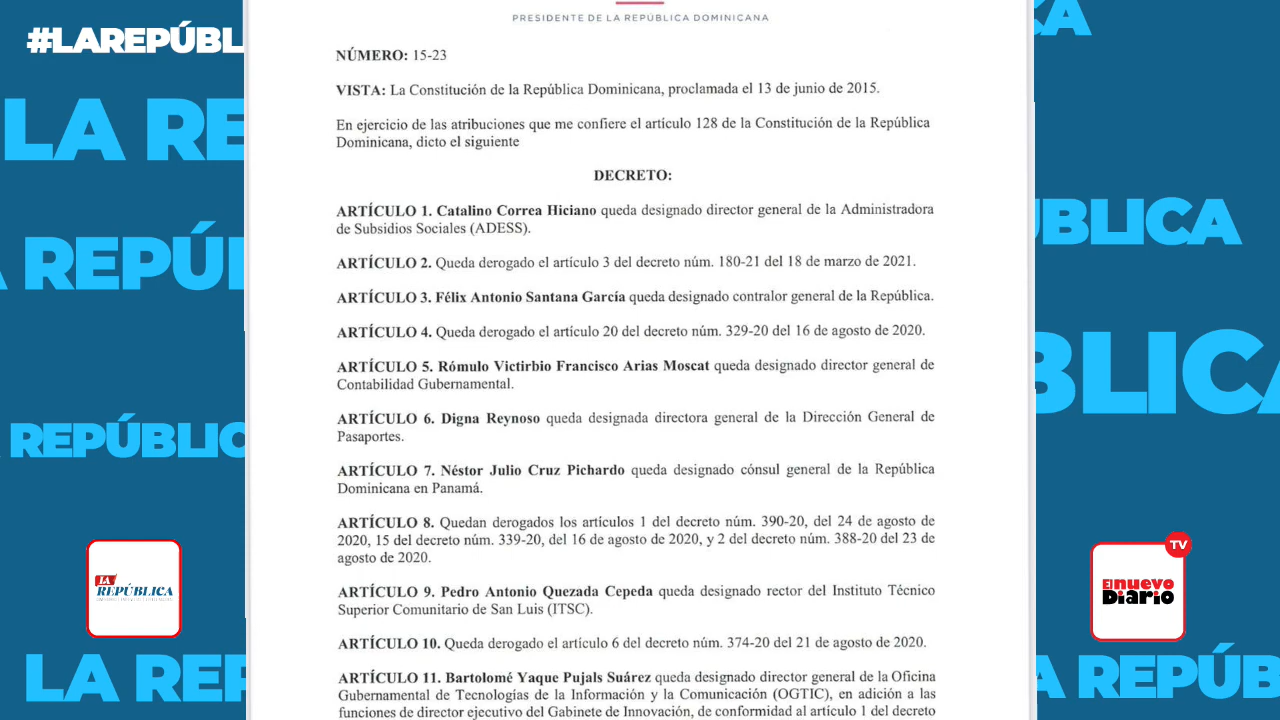 #LAREPÚBL
LA RE
LA REPÚ
REPÚBLIC
LA REP
LA
REPÚBLICA
PRESIDENTE DE LA REPÚBLICA DOMINICANA
NÚMERO: 15-23
VISTA: La Constitución de la República Dominicana, proclamada el 13 de junio de 2015.
En ejercicio de las atribuciones que me confiere el artículo 128 de la Constitución de la República
Dominicana, dicto el siguiente
DECRETO:
ARTÍCULO 1. Catalino Correa Hiciano queda designado director general de la Administradora
de Subsidios Sociales (ADESS).
ARTÍCULO 2. Queda derogado el artículo 3 del decreto núm. 180-21 del 18 de marzo de 2021.
ARTÍCULO 3. Félix Antonio Santana García queda designado contralor general de la República.
ARTÍCULO 4. Queda derogado el artículo 20 del decreto núm. 329-20 del 16 de agosto de 2020.
ARTÍCULO 5. Rómulo Victirbio Francisco Arias Moscat queda designado director general de
Contabilidad Gubernamental.
ARTÍCULO 6. Digna Reynoso queda designada directora general de la Dirección General de
Pasaportes.
ARTÍCULO 7. Néstor Julio Cruz Pichardo queda designado cónsul general de la República
Dominicana en Panamá.
ARTÍCULO 8. Quedan derogados los artículos 1 del decreto núm. 390-20, del 24 de agosto de
2020, 15 del decreto núm. 339-20, del 16 de agosto de 2020, y 2 del decreto núm. 388-20 del 23 de
agosto de 2020.
ARTÍCULO 9. Pedro Antonio Quezada Cepeda queda designado rector del Instituto Técnico
Superior Comunitario de San Luis (ITSC).
ARTÍCULO 10. Queda derogado el artículo 6 del decreto núm. 374-20 del 21 de agosto de 2020.
ARTÍCULO 11. Bartolomé Yaque Pujals Suárez queda designado director general de la Oficina
Gubernamental de Tecnologías de la Información y la Comunicación (OGTIC), en adición a las
funciones de director ejecutivo del Gabinete de Innovación, de conformidad al artículo 1 del decreto
CA
ÚBLICA
BLICA
TV
El nuevo
Diario
A REPÚB